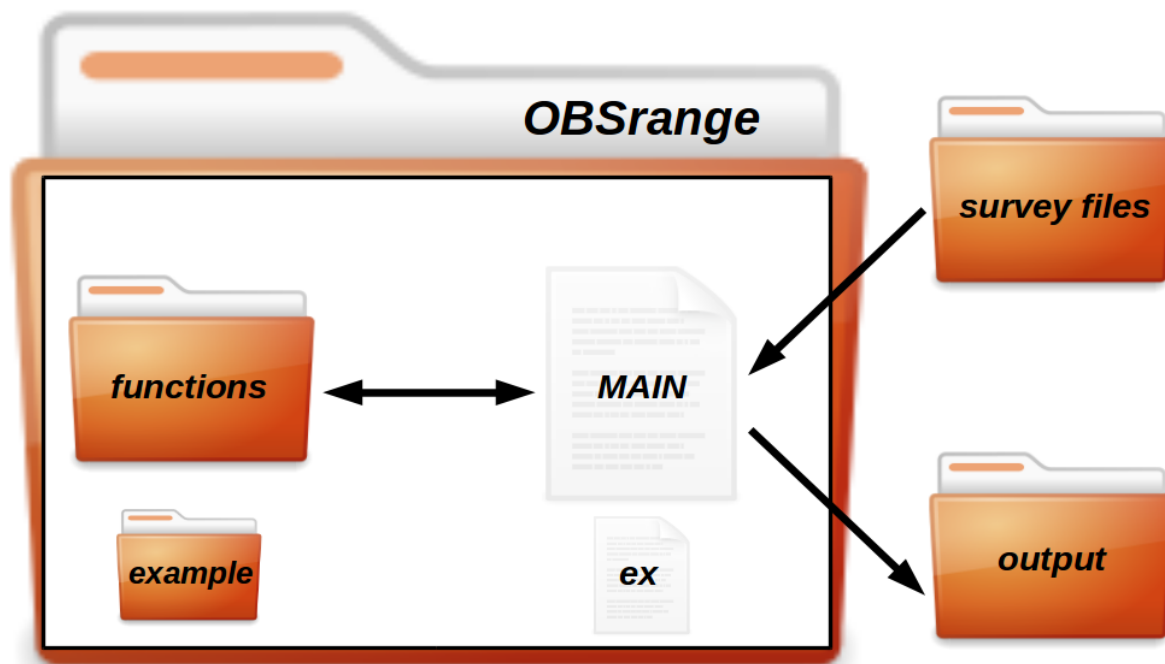 OBSrange
survey files
functions
MAIN
example
ex
output